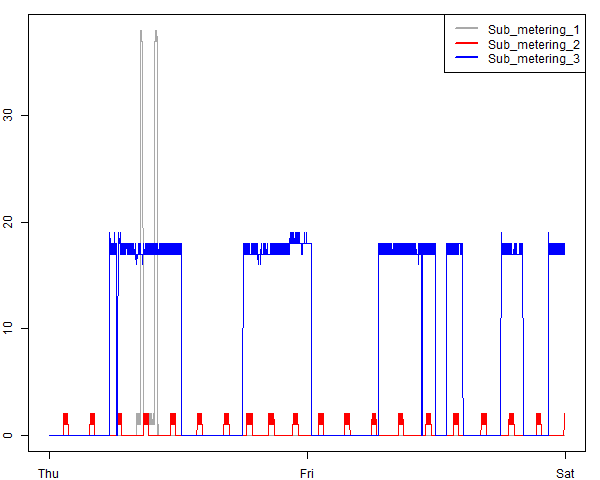 Sub_metering_1
Sub_metering_2
Sub_metering_3
30
20
10
0
Thu Fri Sat